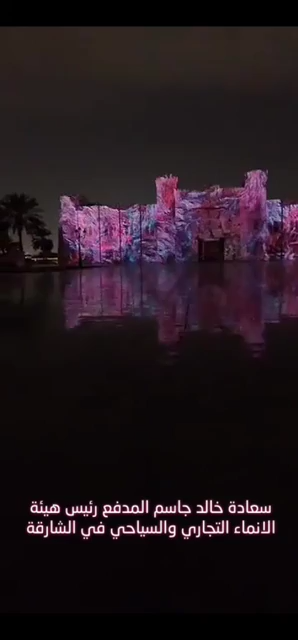 سعادة خالد جاسم المدفع رئيس هيئة
الانماء التجاري والسياحي في الشارقة